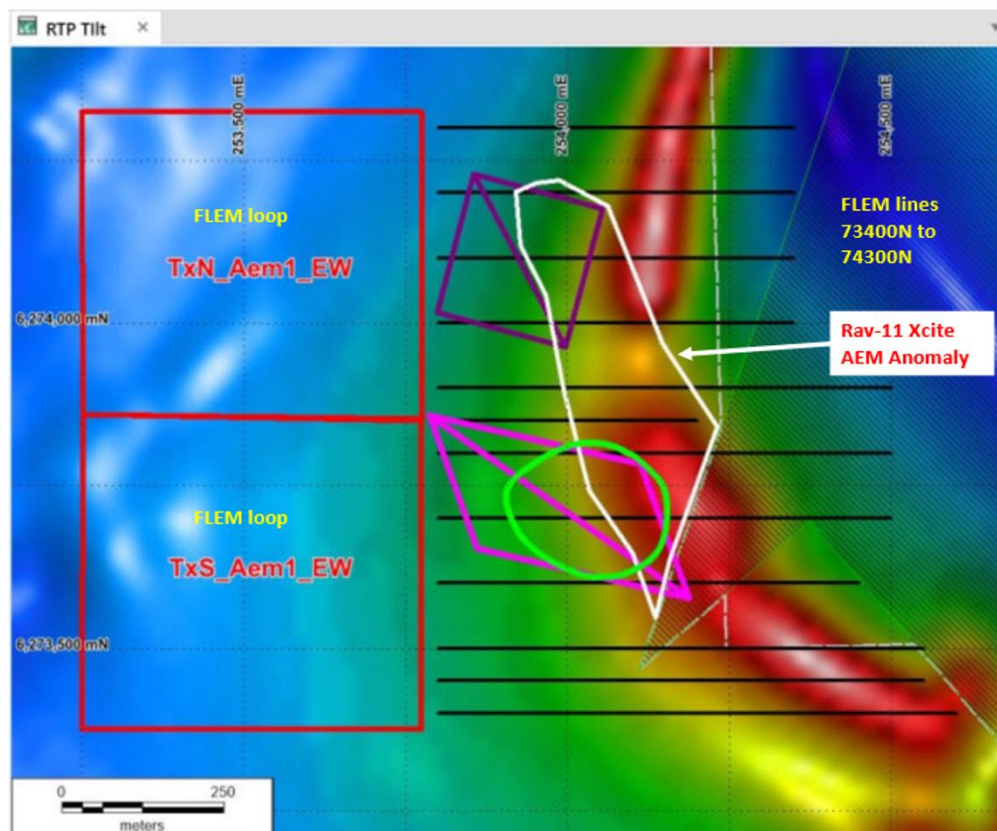 RTP Tilt
253,500 mE
254,000 mE
254,500 mE
FLEM loop
TxN_Aem1_EW
FLEM lines
73400N to
74300N
6,274,000 mN
Rav-11 Xcite
AEM Anomaly
FLEM loop
TxS_Aem1_EW
6,273,500 mN
0 250
meters